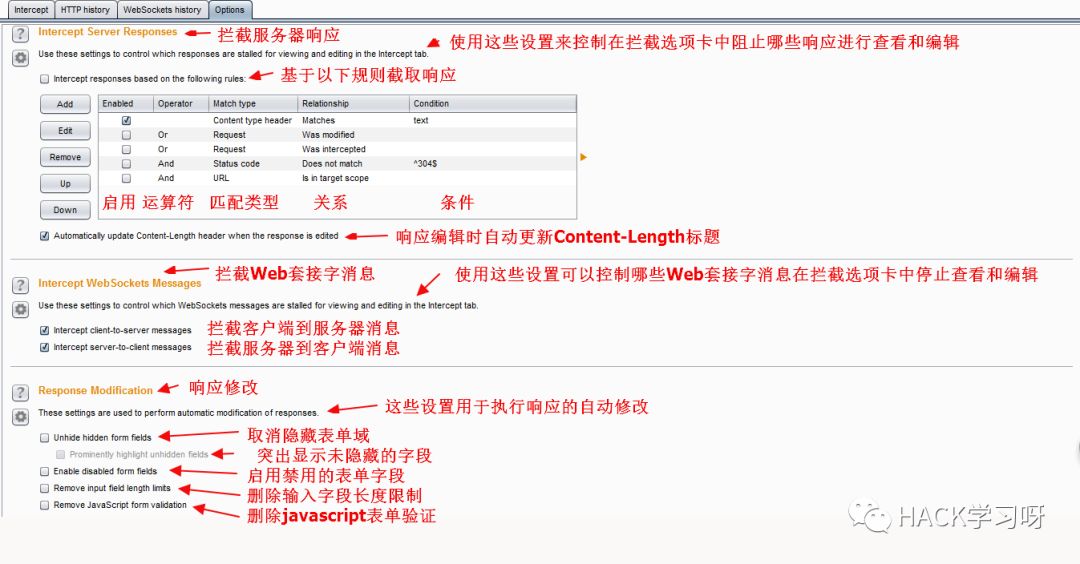 Intercept HTTP history WebSockets history Options
? Intercept Server Responses 拦截服务器响应
Use these settings to control which responses are stalled for viewing and editing in the Intercept tab. 使用这些设置来控制在拦截选项卡中阻止哪些响应进行查看和编辑
Intercept responses based on the following rules: 基于以下规则截取响应
Add Enabled Operator Match type Relationship Condition
Content type header Matches text
Edit Or Request Was modified
Or Request Was intercepted
Remove And Status code Does not match ^304$
Up And URL Is in target scope
Down 启用 运算符 匹配类型 关系 条件
Automatically update Content-Length header when the response is edited 响应编辑时自动更新Content-Length标题
? Intercept WebSockets Messages 拦截Web套接字消息
Use these settings to control which WebSockets messages are stalled for viewing and editing in the Intercept tab. 使用这些设置可以控制哪些Web套接字消息在拦截选项卡中停止查看和编辑
Intercept client-to-server messages 拦截客户端到服务器消息
Intercept server-to-client messages 拦截服务器到客户端消息
? Response Modification 响应修改
These settings are used to perform automatic modification of responses. 这些设置用于执行响应的自动修改
Unhide hidden form fields 取消隐藏表单域
Prominently highlight unhidden fields 突出显示未隐藏的字段
Enable disabled form fields 启用禁用的表单字段
Remove input field length limits 删除输入字段长度限制
Remove JavaScript form validation 删除javascript表单验证
HACK学习呀